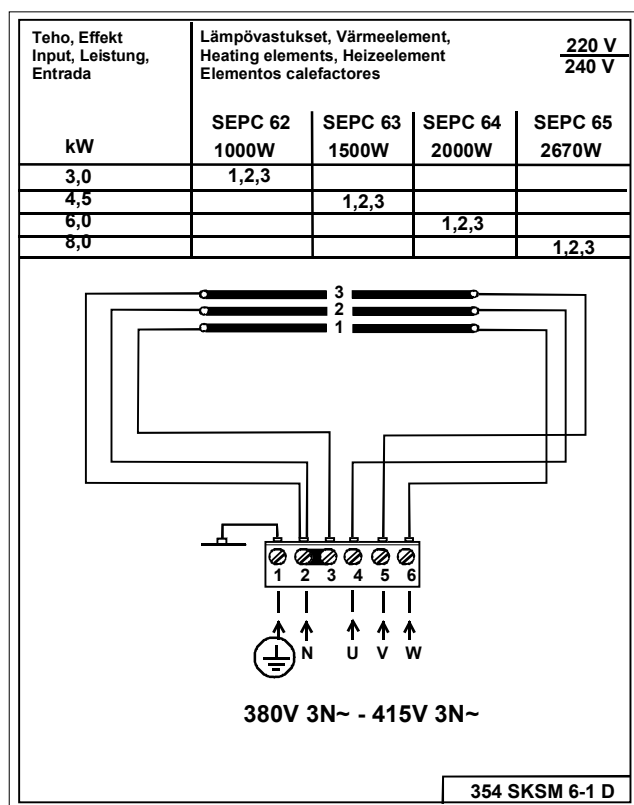 Teho, Effekt
Input, Leistung,
Entrada
Lämpövastukset, Värmeelement,
Heating elements, Heizeelement
Elementos calefactores
220 V
240 V
kW
SEPC 62 SEPC 63 SEPC 64 SEPC 65
1000W 1500W 2000W 2670W
3,0 1,2,3
4,5 1,2,3
6,0 1,2,3
8,0 1,2,3
3
2
1
1 2 3 4 5 6
N U V W
380V 3N~ - 415V 3N~
354 SKSM 6-1 D